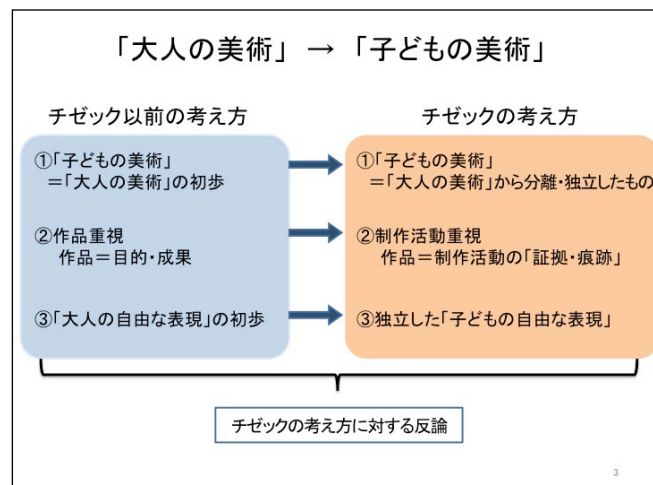 「大人の美術」 → 「子どもの美術」
チゼック以前の考え方
①「子どもの美術」
＝「大人の美術」の初歩
②作品重視
作品＝目的・成果
③「大人の自由な表現」の初歩
チゼックの考え方
①「子どもの美術」
＝「大人の美術」から分離・独立したもの
②制作活動重視
作品＝制作活動の「証拠・痕跡」
③独立した「子どもの自由な表現」
チゼックの考え方に対する反論
3